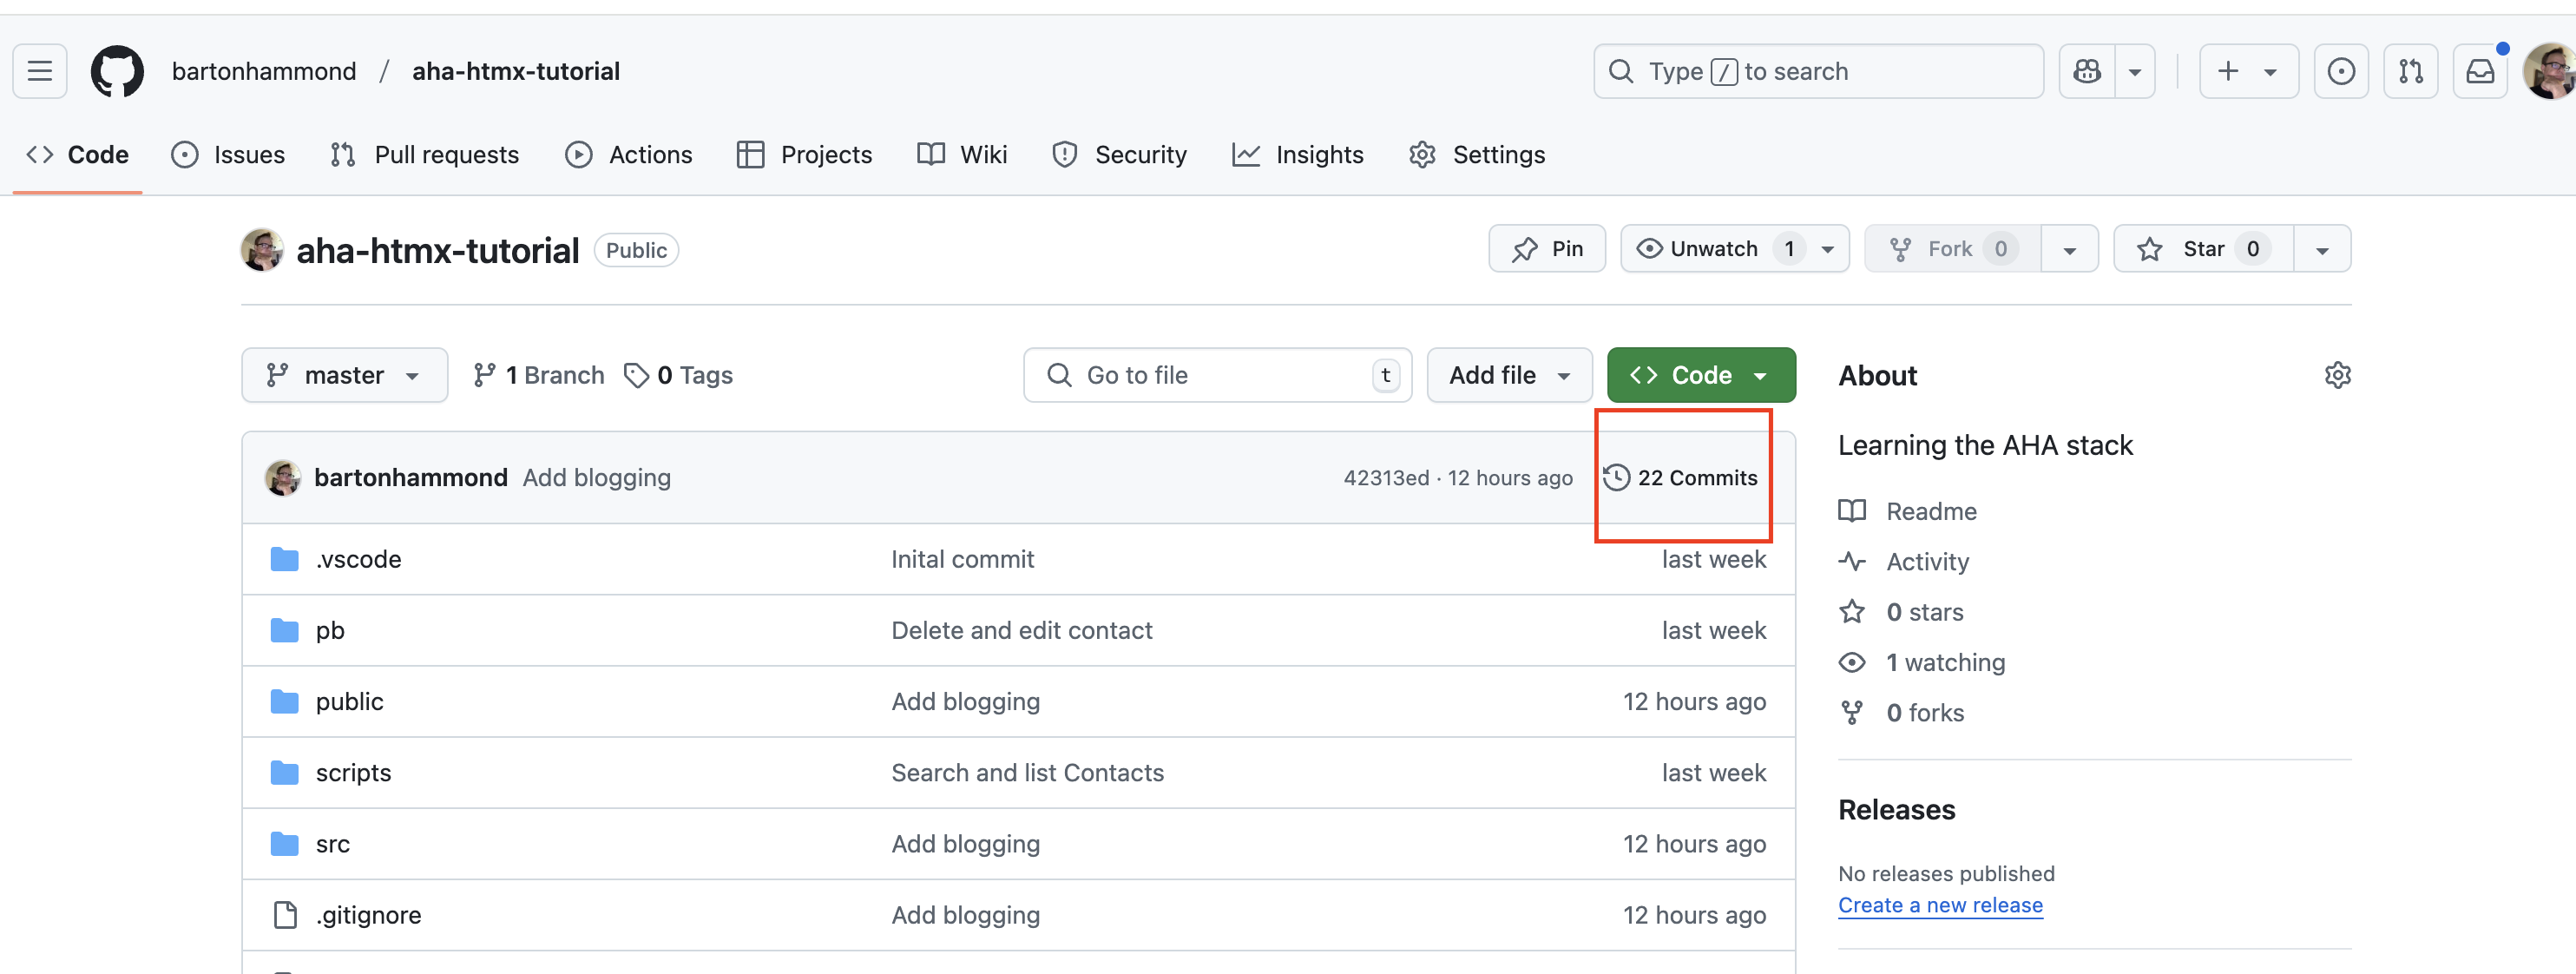 bartonhammond / aha-htmx-tutorial Type / to search
Code Issues Pull requests Actions Projects Wiki Security Insights Settings
aha-htmx-tutorial Public Pin Unwatch 1 Fork 0 Star 0
master 1 Branch 0 Tags Go to file t Add file Code
bartonhammond Add blogging 42313ed · 12 hours ago 22 Commits
.vscode Inital commit last week
pb Delete and edit contact last week
public Add blogging 12 hours ago
scripts Search and list Contacts last week
src Add blogging 12 hours ago
.gitignore Add blogging 12 hours ago
About
Learning the AHA stack
Readme
Activity
0 stars
1 watching
0 forks
Releases
No releases published
Create a new release